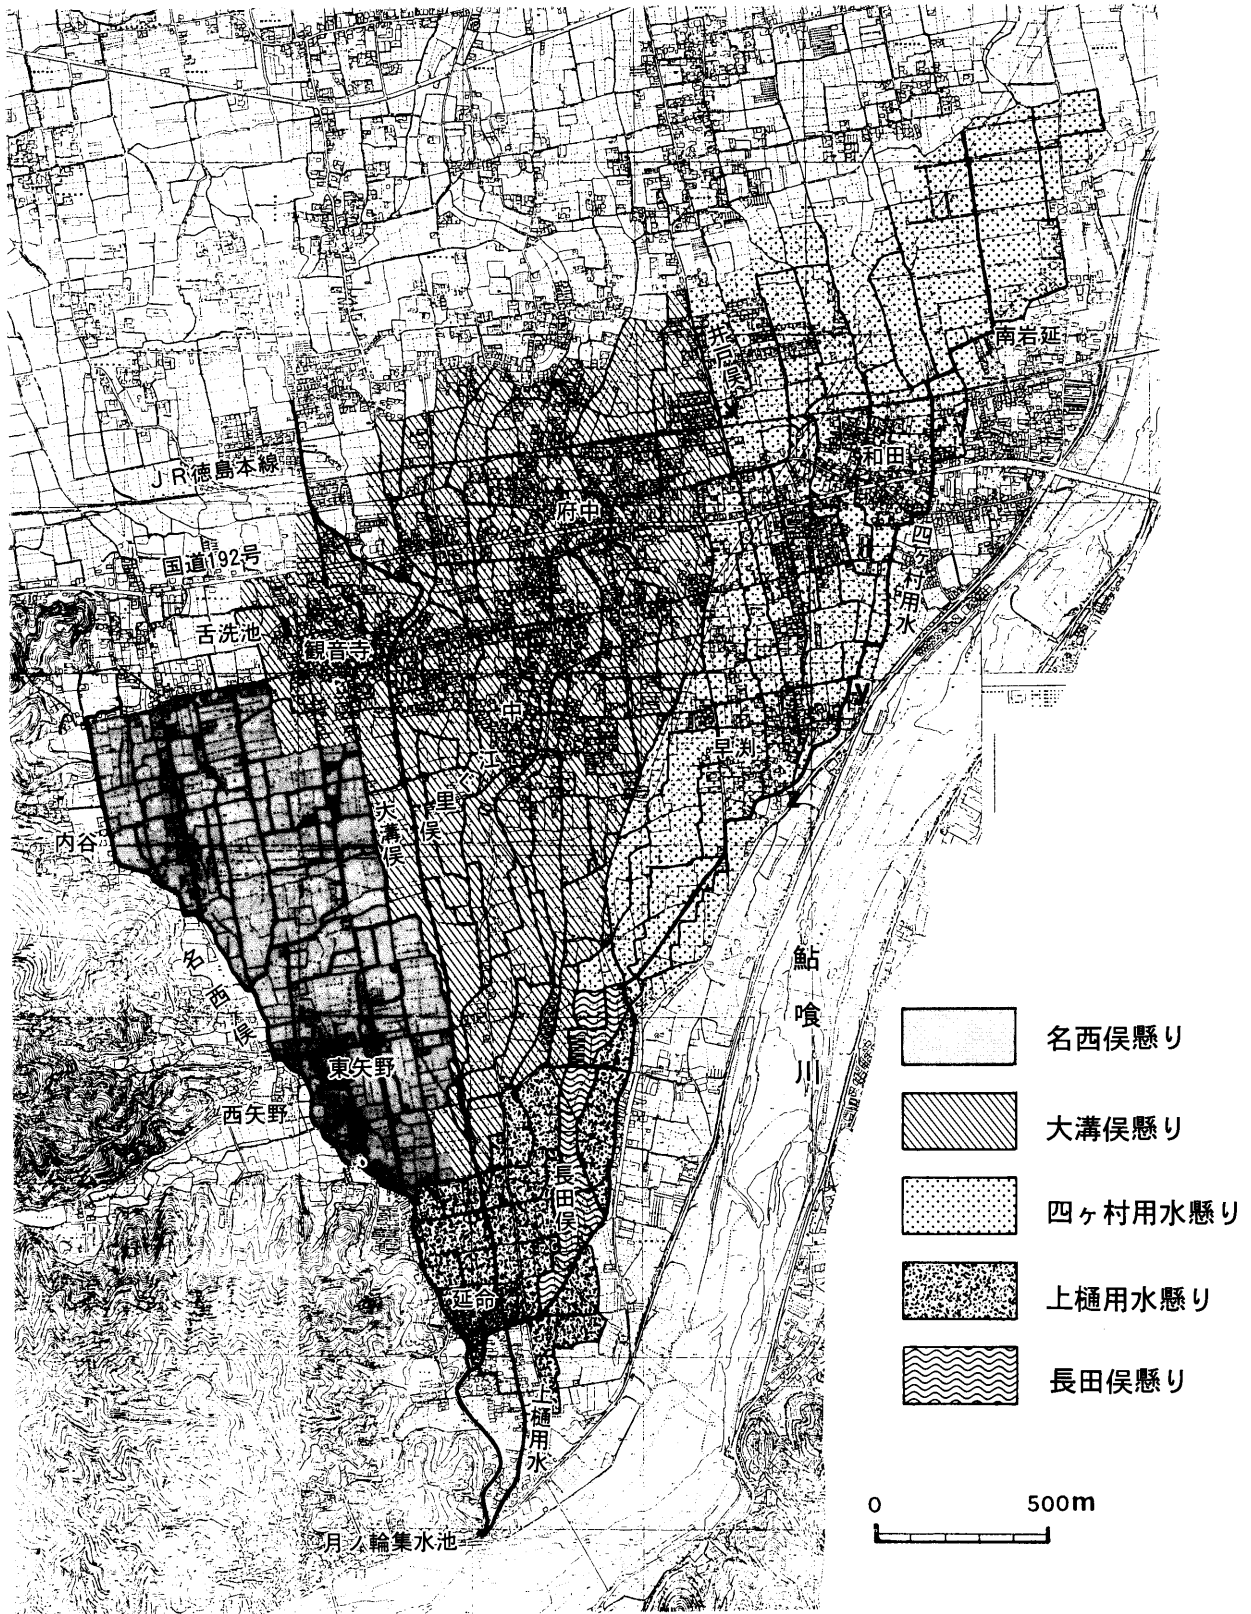 南岩延
井戸俣
和田
JR徳島本線
府中
四ヶ村用水
国道192号
舌洗池
観音寺
中
早渕
江
里俣
大溝俣
内谷
名西俣
鮎喰川
東矢野
西矢野
長田俣
延命
上樋用水
月ノ輪集水池
名西俣懸り
大溝俣懸り
四ヶ村用水懸り
上樋用水懸り
長田俣懸り
0 500m